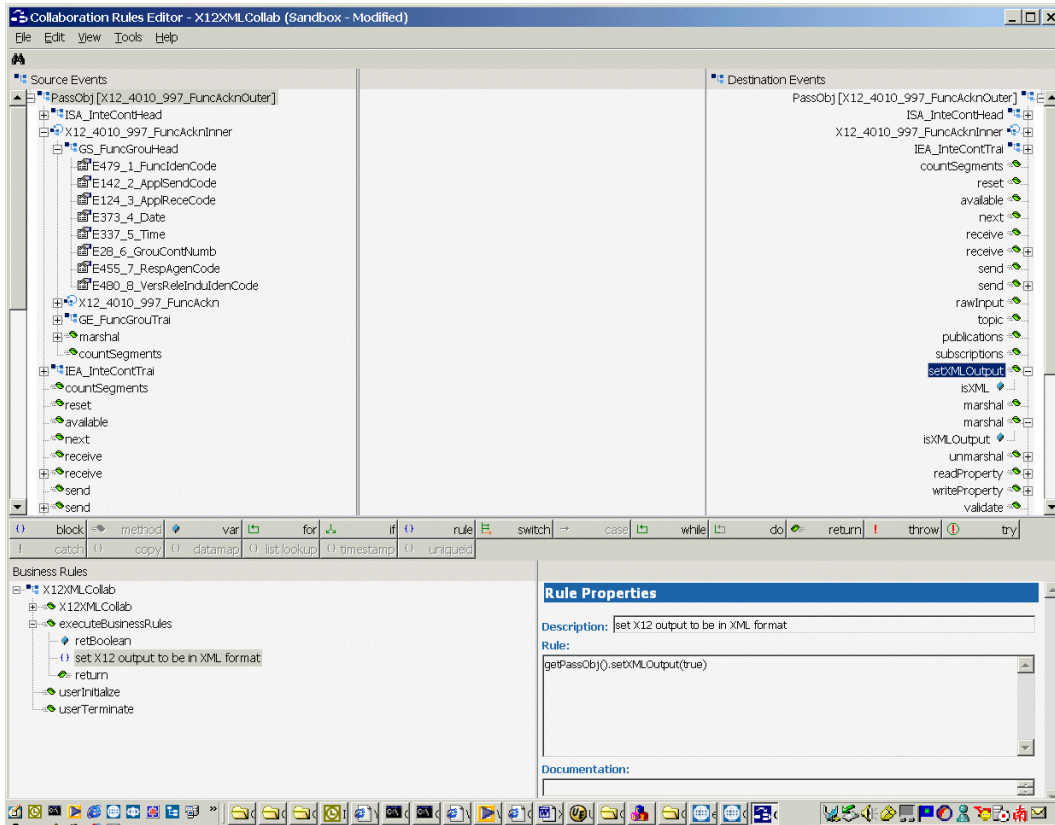 Collaboration Rules Editor - X12XMLCollab (Sandbox - Modified)
File Edit View Tools Help
Source Events
PassObj [X12_4010_997_FuncAcknOuter]
ISA_InteContHead
X12_4010_997_FuncAcknInner
GS_FuncGrouHead
E479_1_FuncIdenCode
E142_2_ApplSendCode
E124_3_ApplReceCode
E373_4_Date
E337_5_Time
E28_6_GrouContNumb
E455_7_RespAgenCode
E480_8_VersReleInduIdenCode
X12_4010_997_FuncAckn
GE_FuncGrouTrai
marshal
countSegments
IEA_InteContTrai
countSegments
reset
available
next
receive
receive
send
send
Destination Events
PassObj [X12_4010_997_FuncAcknOuter]
ISA_InteContHead
X12_4010_997_FuncAcknInner
IEA_InteContTrai
countSegments
reset
available
next
receive
receive
send
send
rawInput
topic
publications
subscriptions
setXMLOutput
isXML
marshal
marshal
isXMLOutput
unmarshal
readProperty
writeProperty
validate
block method var for if rule switch case while do return throw try
catch copy datamap list lookup timestamp uniqueid
Business Rules
X12XMLCollab
X12XMLCollab
executeBusinessRules
retBoolean
set X12 output to be in XML format
return
userInitialize
userTerminate
Rule Properties
Description: set X12 output to be in XML format
Rule:
getPassObj().setXMLOutput(true)
Documentation: